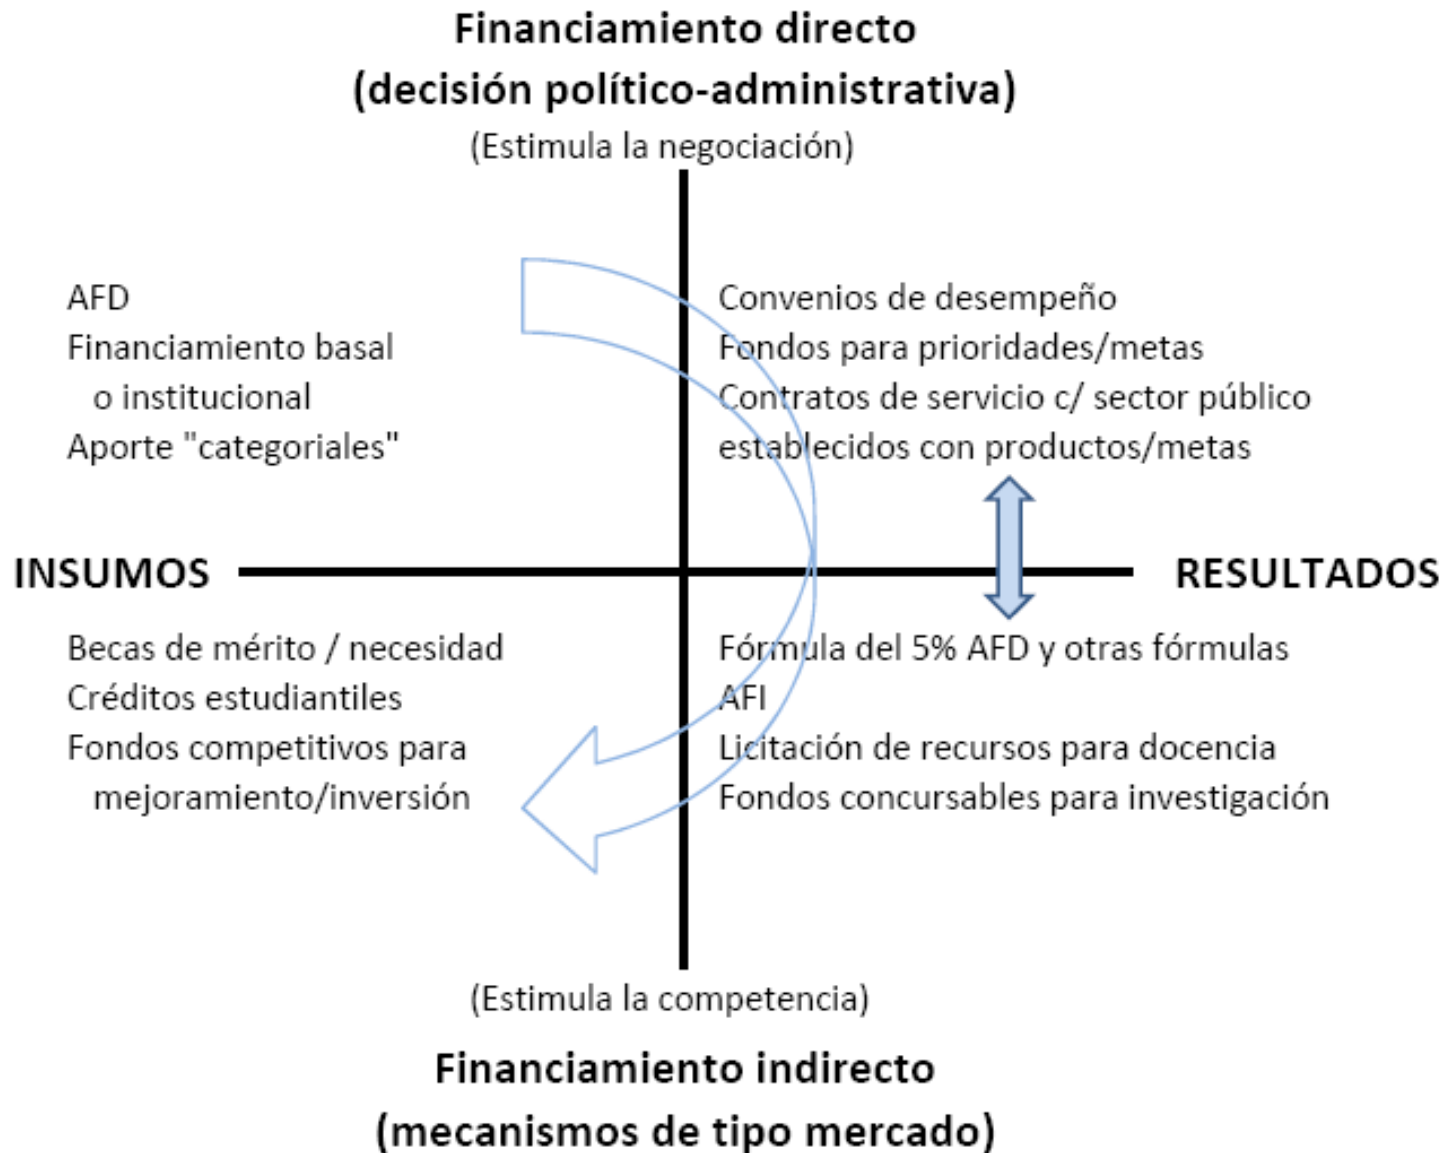 Financiamiento directo
(decisión político-administrativa)
(Estimula la negociación)
AFD
Financiamiento basal
o institucional
Aporte "categoriales"
Convenios de desempeño
Fondos para prioridades/metas
Contratos de servicio c/ sector público
establecidos con productos/metas
INSUMOS
RESULTADOS
Becas de mérito / necesidad
Créditos estudiantiles
Fondos competitivos para
mejoramiento/inversión
Fórmula del 5% AFD y otras fórmulas
AFI
Licitación de recursos para docencia
Fondos concursables para investigación
(Estimula la competencia)
Financiamiento indirecto
(mecanismos de tipo mercado)